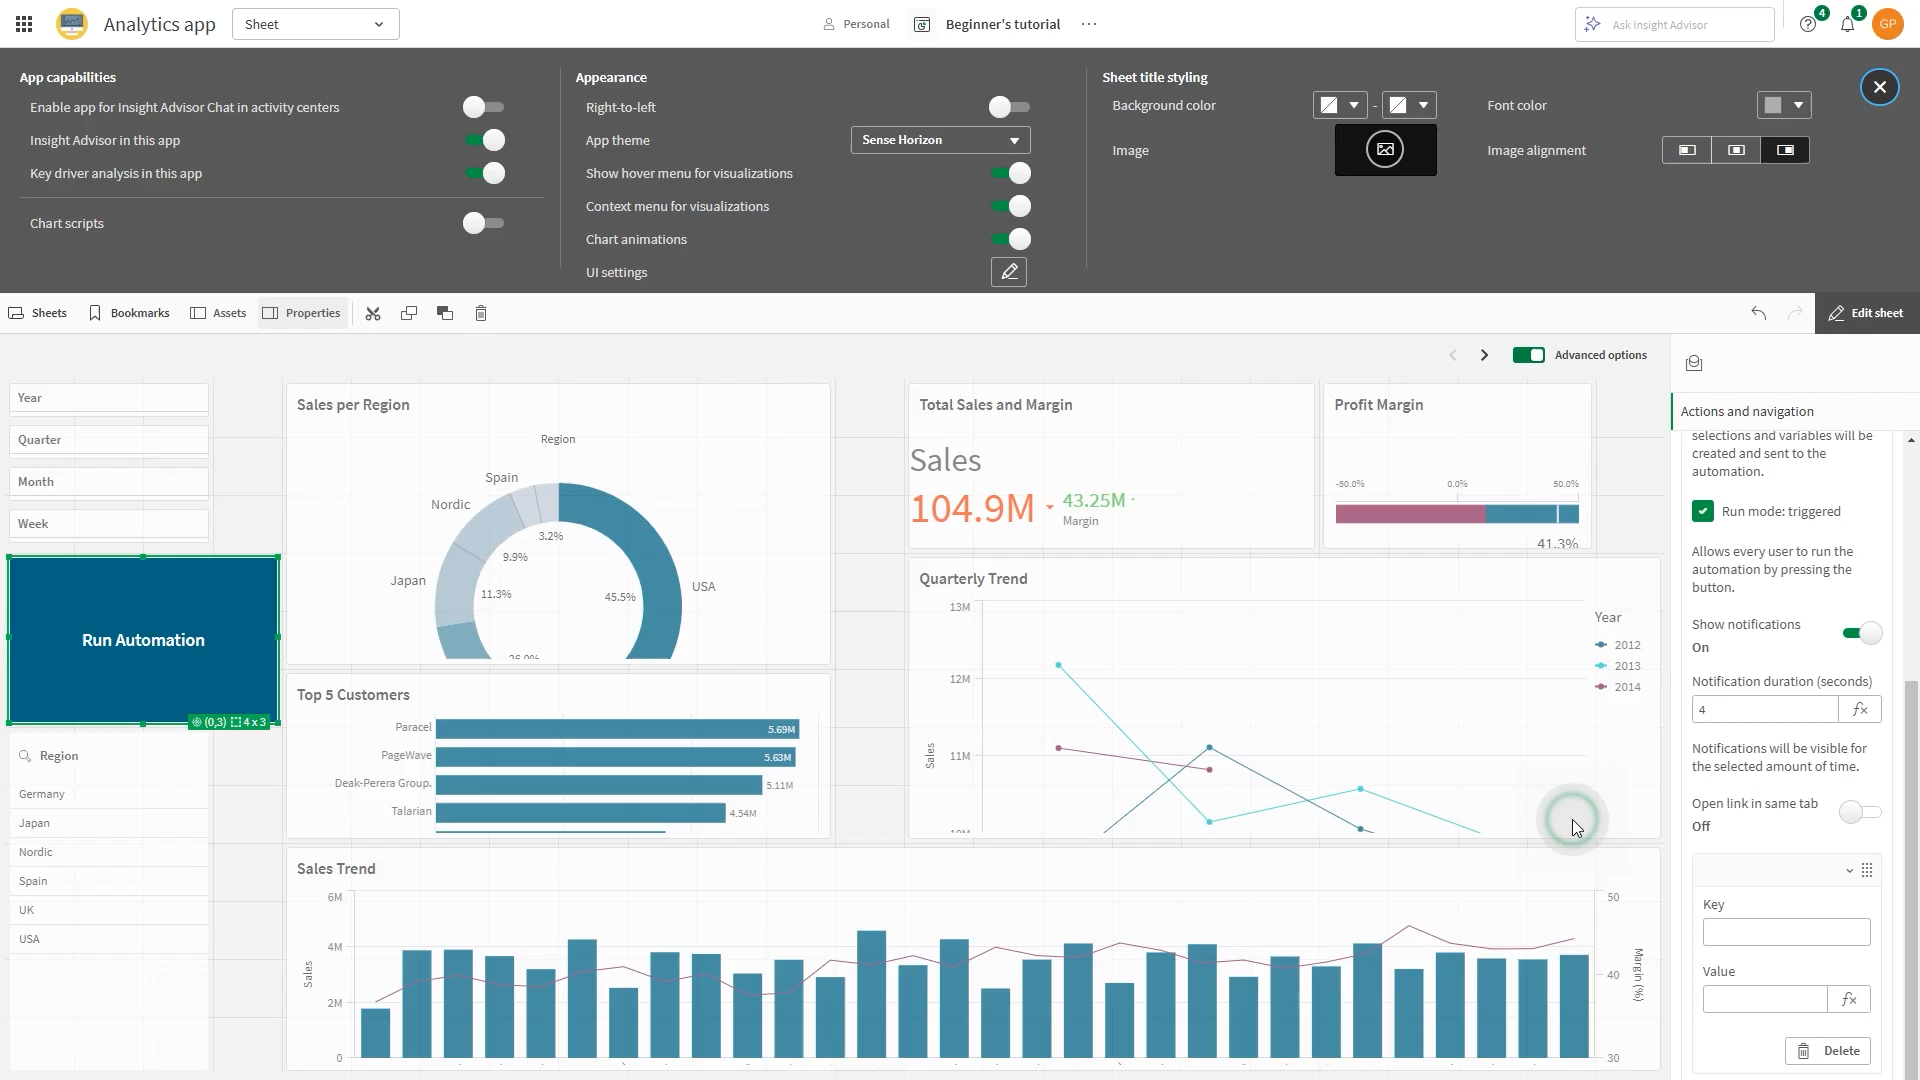 Analytics app
Sheet
Personal
Beginner's tutorial
Ask Insight Advisor
4
1
GP
App capabilities
Enable app for Insight Advisor Chat in activity centers
Insight Advisor in this app
Key driver analysis in this app
Chart scripts
Appearance
Right-to-left
App theme
Sense Horizon
Show hover menu for visualizations
Context menu for visualizations
Chart animations
UI settings
Sheet title styling
Background color
-
Font color
Image
Image alignment
Sheets
Bookmarks
Assets
Properties
Edit sheet
Advanced options
Year
Quarter
Month
Week
Run Automation
(0,3) 4 x 3
Region
Germany
Japan
Nordic
Spain
UK
USA
Sales per Region
Region
Spain
Nordic
Japan
USA
3.2%
9.9%
11.3%
45.5%
26.9%
Top 5 Customers
Paracel
5.69M
PageWave
5.63M
Deak-Perera Group.
5.11M
Talarian
4.54M
Total Sales and Margin
Sales
104.9M
43.25M
Margin
Profit Margin
-50.0%
0.0%
50.0%
41.3%
Quarterly Trend
13M
12M
11M
10M
Sales
Year
2012
2013
2014
Sales Trend
6M
4M
2M
0
Sales
50
40
30
Margin (%)
Actions and navigation
selections and variables will be
created and sent to the
automation.
Run mode: triggered
Allows every user to run the
automation by pressing the
button.
Show notifications
On
Notification duration (seconds)
4
fx
Notifications will be visible for
the selected amount of time.
Open link in same tab
Off
Key
Value
fx
Delete